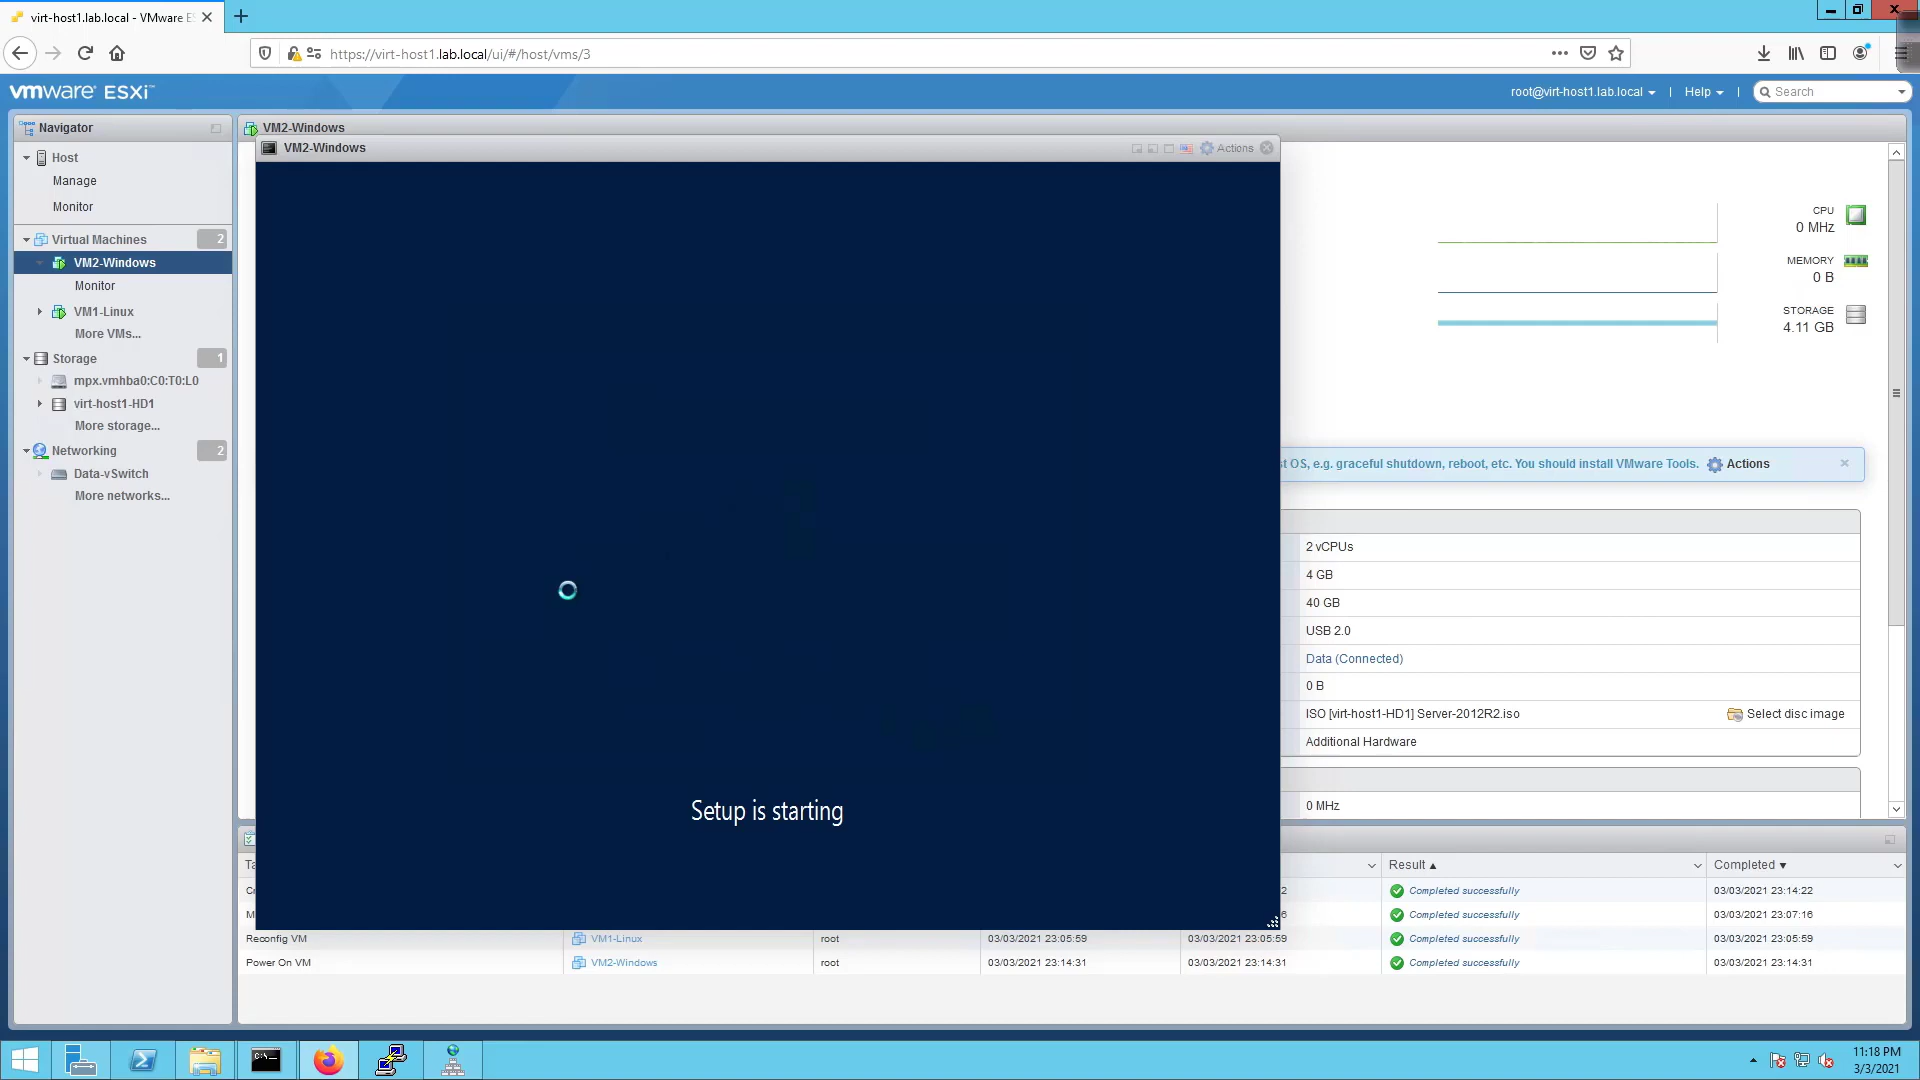 virt-host1.lab.local - VMware ES
https://virt-host1.lab.local/ui/#/host/vms/3
vmware ESXi
root@virt-host1.lab.local
Help
Search
Navigator
Host
Manage
Monitor
Virtual Machines 2
VM2-Windows
Monitor
VM1-Linux
More VMs...
Storage 1
mpx.vmhba0:C0:T0:L0
virt-host1-HD1
More storage...
Networking 2
Data-vSwitch
More networks...
VM2-Windows
VM2-Windows
Actions
Setup is starting
CPU
0 MHz
MEMORY
0 B
STORAGE
4.11 GB
st OS, e.g. graceful shutdown, reboot, etc. You should install VMware Tools. Actions
2 vCPUs
4 GB
40 GB
USB 2.0
Data (Connected)
0 B
ISO [virt-host1-HD1] Server-2012R2.iso Select disc image
Additional Hardware
0 MHz
Ta Result Completed
2 Completed successfully 03/03/2021 23:14:22
M 6 Completed successfully 03/03/2021 23:07:16
Reconfig VM VM1-Linux root 03/03/2021 23:05:59 03/03/2021 23:05:59 Completed successfully 03/03/2021 23:05:59
Power On VM VM2-Windows root 03/03/2021 23:14:31 03/03/2021 23:14:31 Completed successfully 03/03/2021 23:14:31
11:18 PM
3/3/2021